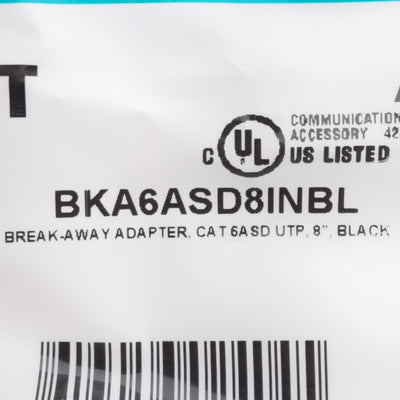 T
COMMUNICATION
ACCESSORY 42
C UL US LISTED
BKA6ASD8INBL
BREAK-AWAY ADAPTER, CAT 6ASD UTP, 8", BLACK